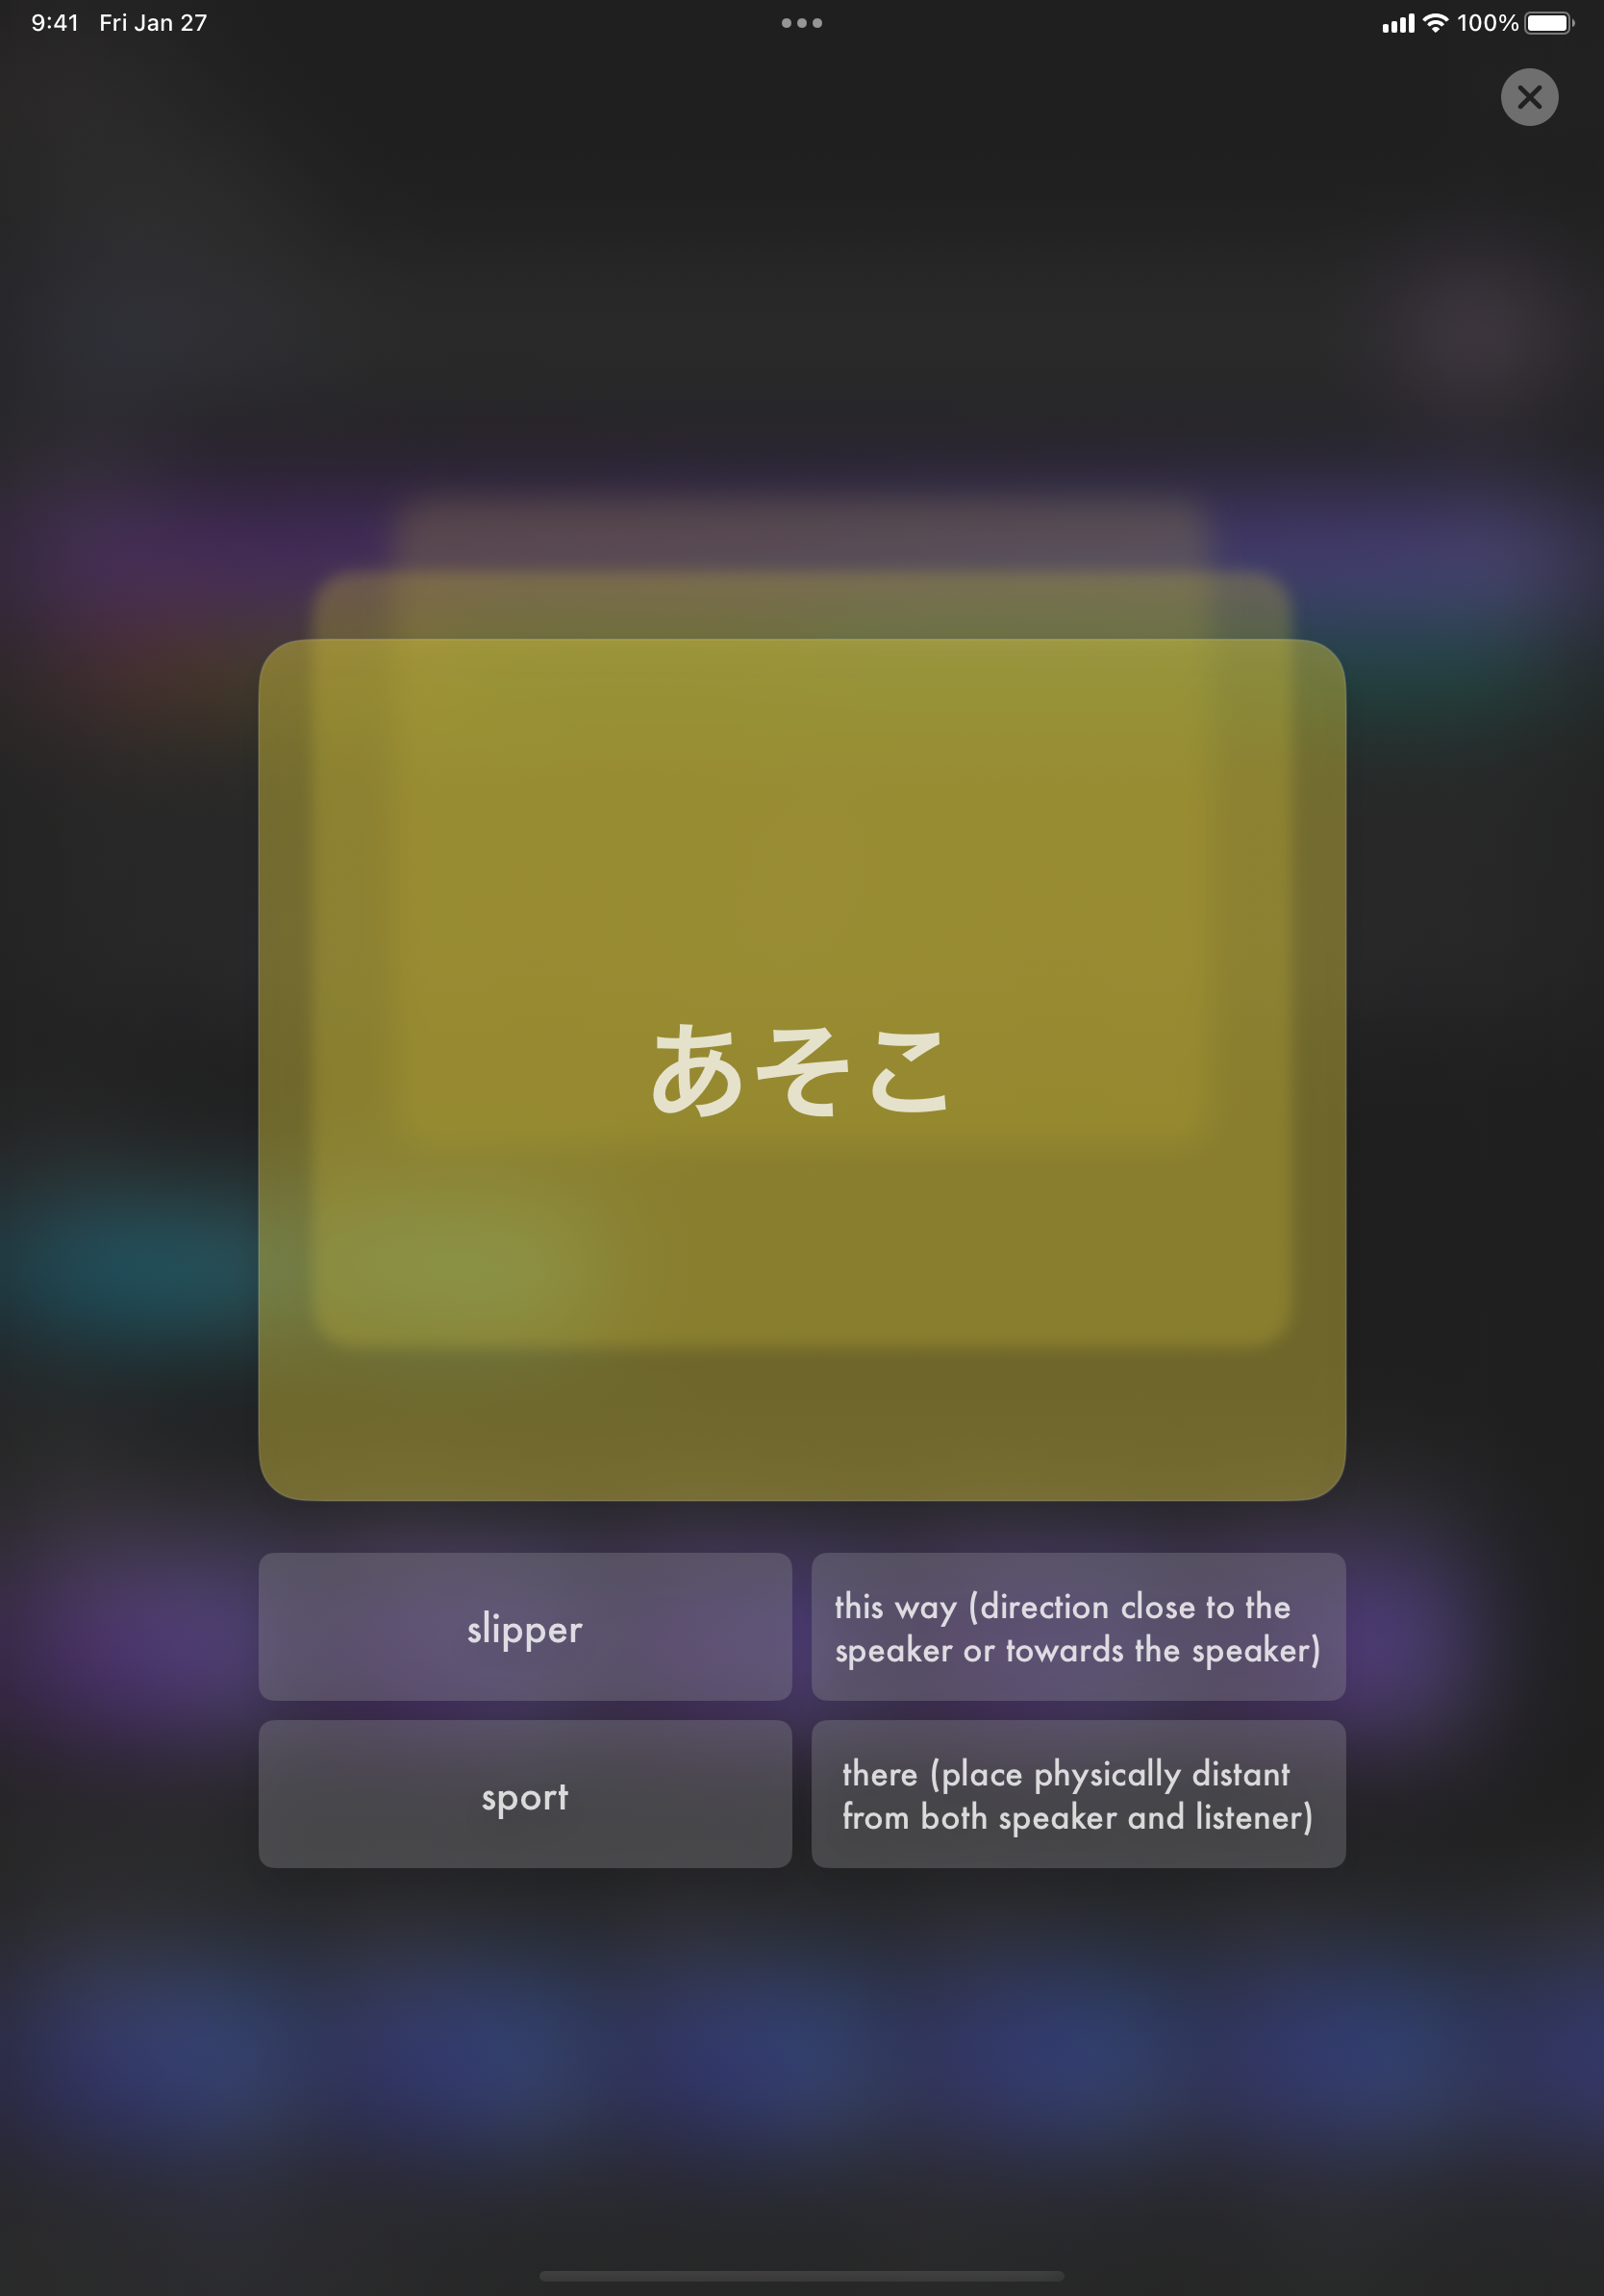 9:41 Fri Jan 27
100%
あそこ
slipper
this way (direction close to the
speaker or towards the speaker)
sport
there (place physically distant
from both speaker and listener)